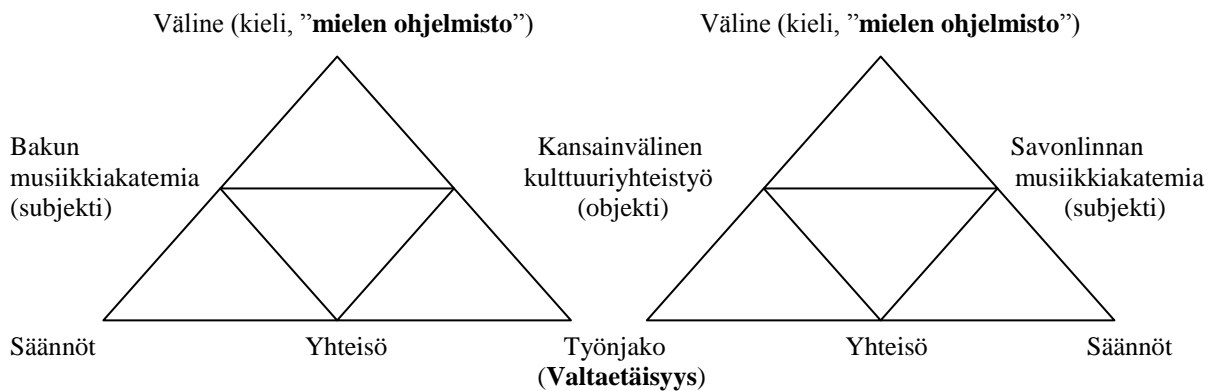 Väline (kieli, ”mielen ohjelmisto”)
Väline (kieli, ”mielen ohjelmisto”)
Bakun
musiikkiakatemia
(subjekti)
Kansainvälinen
kulttuuriyhteistyö
(objekti)
Savonlinnan
musiikkiakatemia
(subjekti)
Säännöt
Yhteisö
Työnjako
(Valtaetäisyys)
Yhteisö
Säännöt